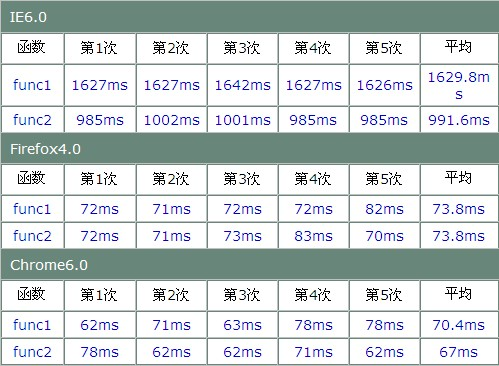 IE6.0
函数 第1次 第2次 第3次 第4次 第5次 平均
func1 1627ms 1627ms 1642ms 1627ms 1626ms 1629.8m
s
func2 985ms 1002ms 1001ms 985ms 985ms 991.6ms
Firefox4.0
函数 第1次 第2次 第3次 第4次 第5次 平均
func1 72ms 71ms 72ms 72ms 82ms 73.8ms
func2 72ms 71ms 73ms 83ms 70ms 73.8ms
Chrome6.0
函数 第1次 第2次 第3次 第4次 第5次 平均
func1 62ms 71ms 63ms 78ms 78ms 70.4ms
func2 78ms 62ms 62ms 71ms 62ms 67ms